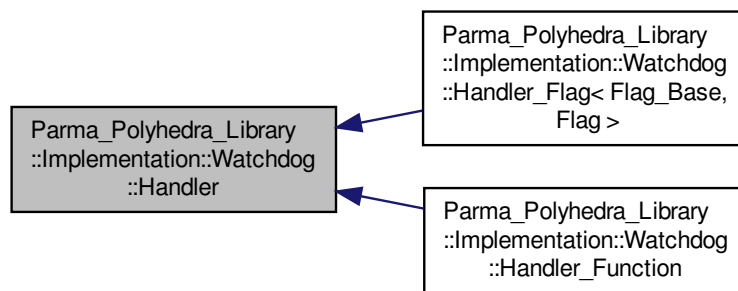 Parma_Polyhedra_Library
::Implementation::Watchdog
::Handler
Parma_Polyhedra_Library
::Implementation::Watchdog
::Handler_Flag< Flag_Base,
Flag >
Parma_Polyhedra_Library
::Implementation::Watchdog
::Handler_Function